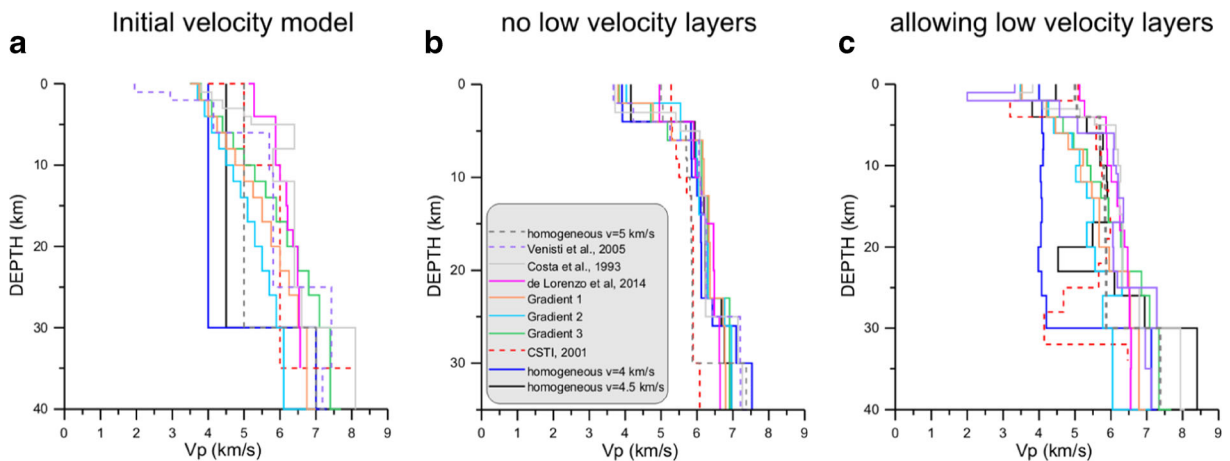 Initial velocity model
no low velocity layers
allowing low velocity layers
a
b
c
0
10
20
30
40
DEPTH (km)
0 1 2 3 4 5 6 7 8 9
Vp (km/s)
0
10
20
30
DEPTH (km)
homogeneous v=5 km/s
Venisti et al., 2005
Costa et al., 1993
de Lorenzo et al, 2014
Gradient 1
Gradient 2
Gradient 3
CSTI, 2001
homogeneous v=4 km/s
homogeneous v=4.5 km/s
0 1 2 3 4 5 6 7 8 9
Vp (km/s)
0
10
20
30
40
DEPTH (km)
0 1 2 3 4 5 6 7 8 9
Vp (km/s)